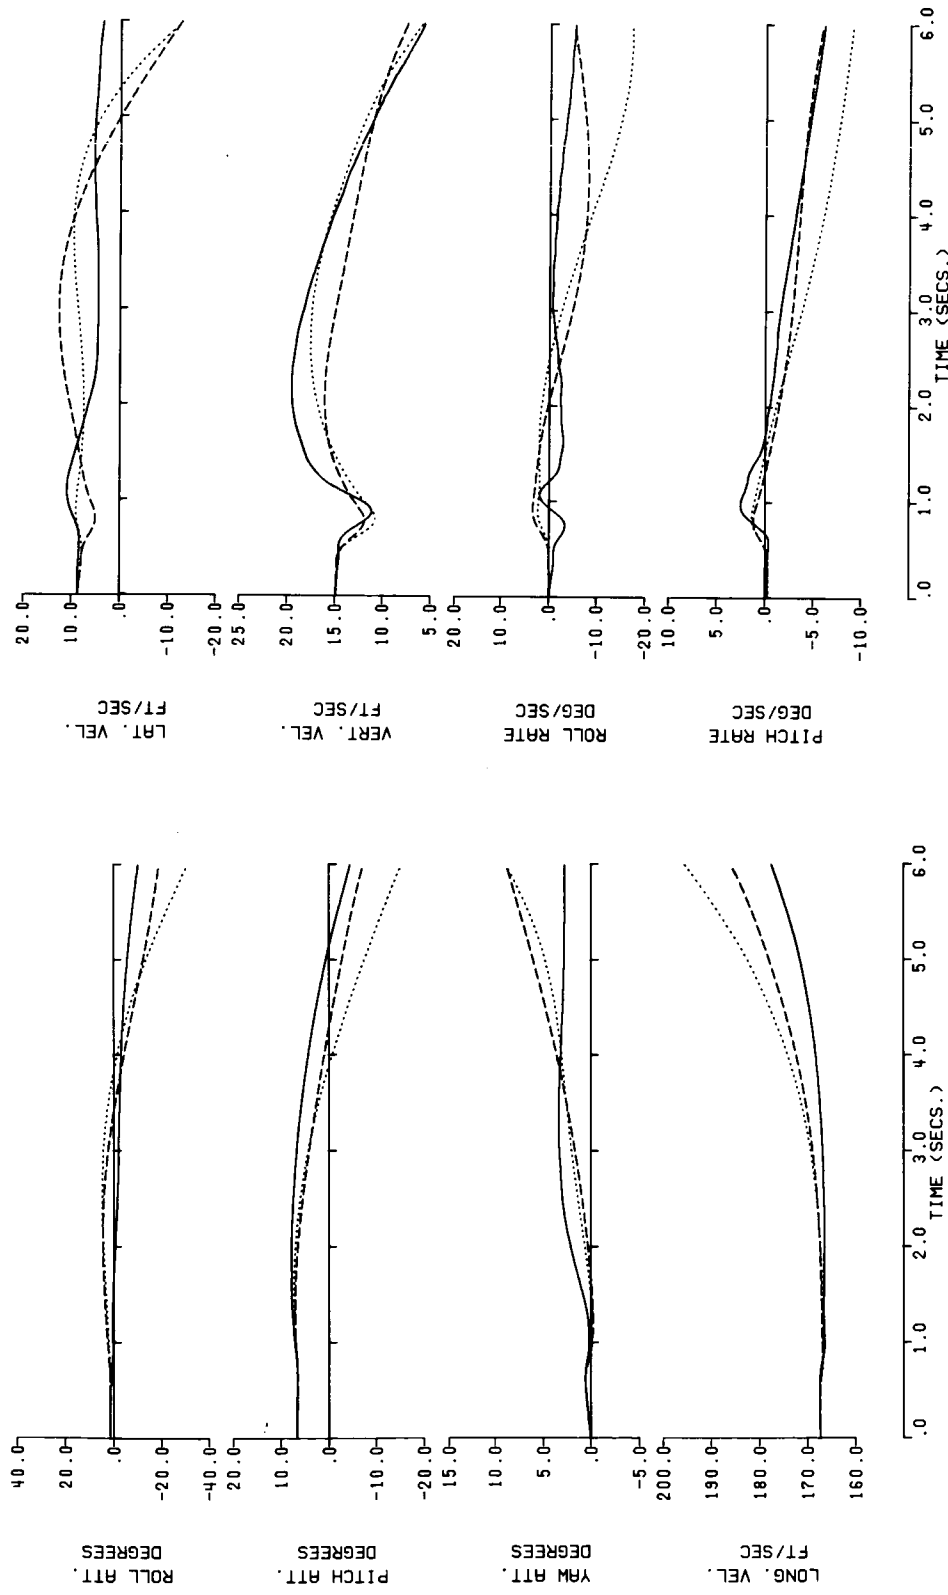 ROLL ATT.
DEGREES
40.0
20.0
.0
-20.0
-40.0
PITCH ATT.
DEGREES
20.0
10.0
.0
-10.0
-20.0
YAW ATT.
DEGREES
15.0
10.0
5.0
.0
-5.0
LONG. VEL.
FT/SEC
200.0
190.0
180.0
170.0
160.0
.0 1.0 2.0 3.0 4.0 5.0 6.0
TIME (SECS.)
LAT. VEL.
FT/SEC
20.0
10.0
.0
-10.0
-20.0
VERT. VEL.
FT/SEC
25.0
20.0
15.0
10.0
5.0
ROLL RATE
DEG/SEC
20.0
10.0
.0
-10.0
-20.0
PITCH RATE
DEG/SEC
10.0
5.0
.0
-5.0
-10.0
.0 1.0 2.0 3.0 4.0 5.0 6.0
TIME (SECS.)